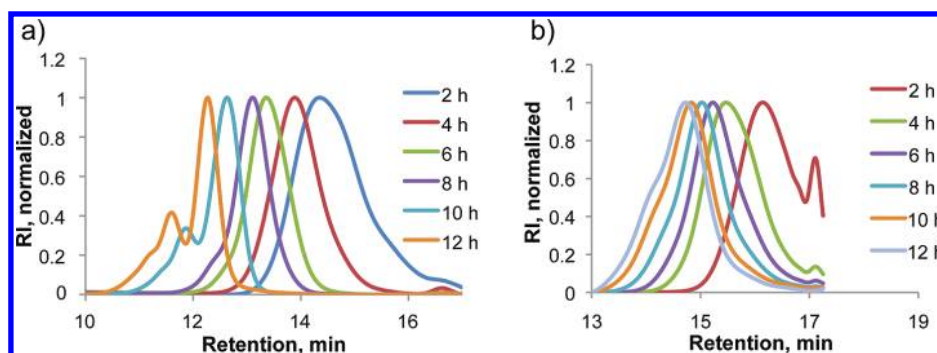 a)
RI, normalized
1.2
1
0.8
0.6
0.4
0.2
0
10
12
14
16
Retention, min
2 h
4 h
6 h
8 h
10 h
12 h
b)
RI, normalized
1.2
1
0.8
0.6
0.4
0.2
0
13
15
17
19
Retention, min
2 h
4 h
6 h
8 h
10 h
12 h